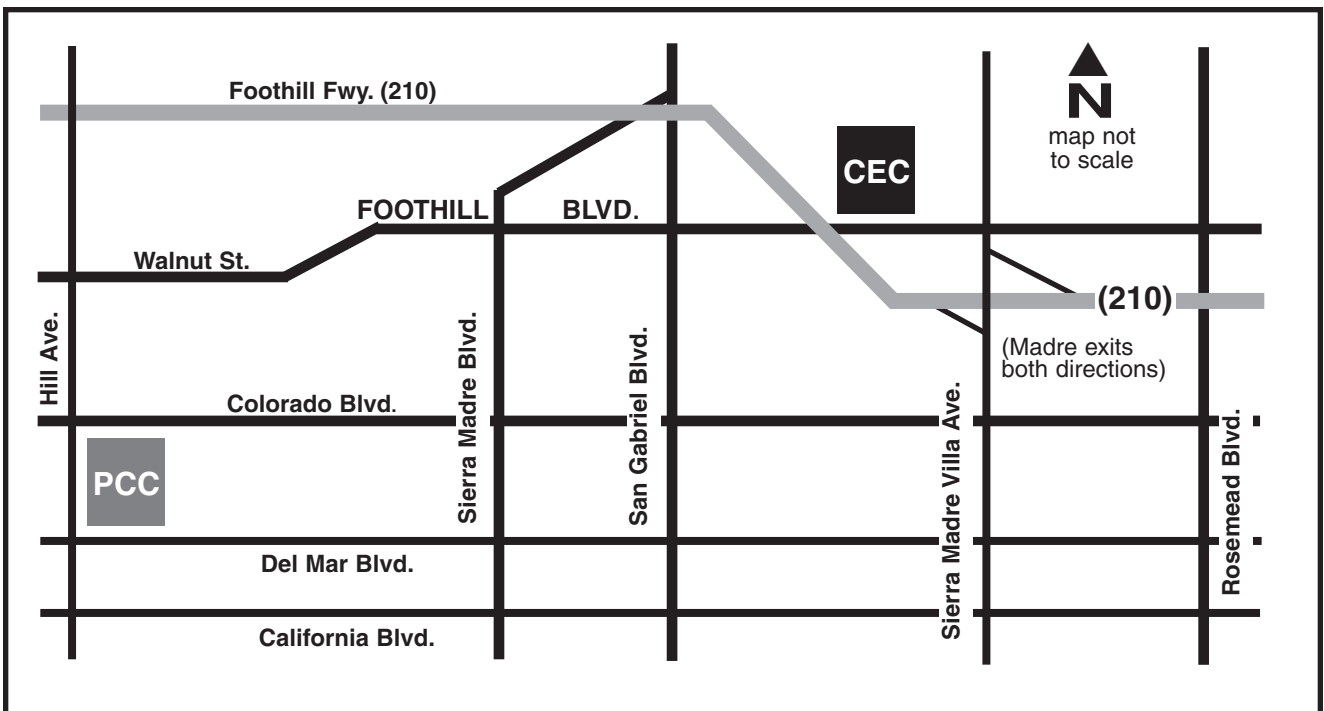 Foothill Fwy. (210)
N
map not
to scale
CEC
FOOTHILL BLVD.
Walnut St.
(210)
(Madre exits
both directions)
Hill Ave.
Sierra Madre Blvd.
San Gabriel Blvd.
Sierra Madre Villa Ave.
Rosemead Blvd.
Colorado Blvd.
PCC
Del Mar Blvd.
California Blvd.